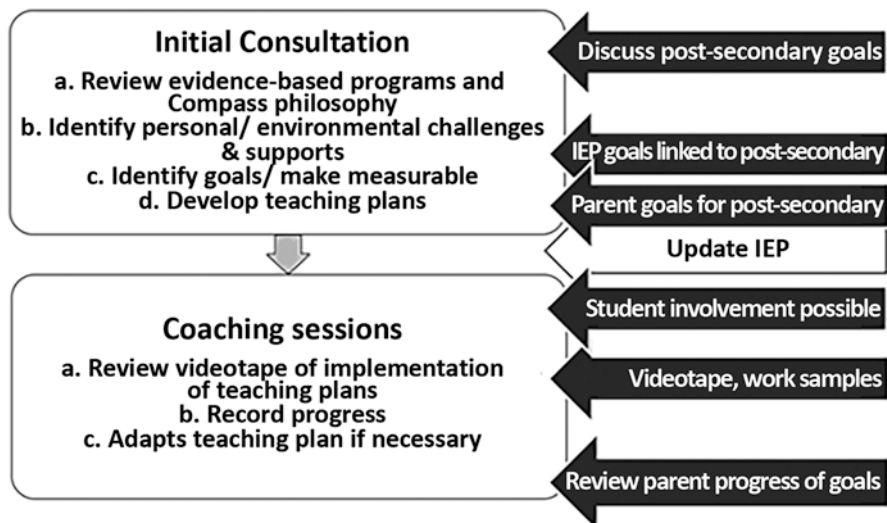 Initial Consultation
a. Review evidence-based programs and
Compass philosophy
b. Identify personal/ environmental challenges
& supports
c. Identify goals/ make measurable
d. Develop teaching plans
Discuss post-secondary goals
IEP goals linked to post-secondary
Parent goals for post-secondary
Update IEP
Coaching sessions
a. Review videotape of implementation
of teaching plans
b. Record progress
c. Adapts teaching plan if necessary
Student involvement possible
Videotape, work samples
Review parent progress of goals